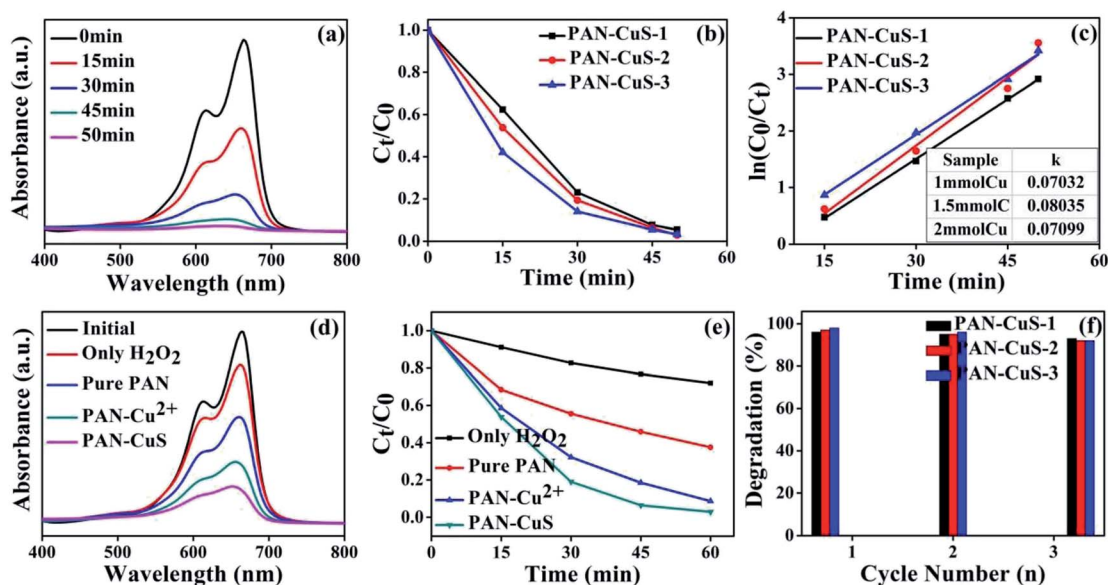 (a)
0min
15min
30min
45min
50min
Absorbance (a.u.)
400 500 600 700 800
Wavelength (nm)
(b)
PAN-CuS-1
PAN-CuS-2
PAN-CuS-3
1.0
0.8
0.6
0.4
0.2
0.0
Ct/C0
0 15 30 45 60
Time (min)
(c)
PAN-CuS-1
PAN-CuS-2
PAN-CuS-3
4
3
2
1
0
ln(C0/Ct)
Sample k
1mmolCu 0.07032
1.5mmolC 0.08035
2mmolCu 0.07099
15 30 45 60
Time (min)
(d)
Initial
Only H2O2
Pure PAN
PAN-Cu2+
PAN-CuS
Absorbance (a.u.)
400 500 600 700 800
Wavelength (nm)
(e)
1.0
0.8
0.6
0.4
0.2
0.0
Ct/C0
Only H2O2
Pure PAN
PAN-Cu2+
PAN-CuS
0 15 30 45 60
Time (min)
(f)
PAN-CuS-1
PAN-CuS-2
PAN-CuS-3
100
80
60
40
20
0
Degradation (%)
1 2 3
Cycle Number (n)